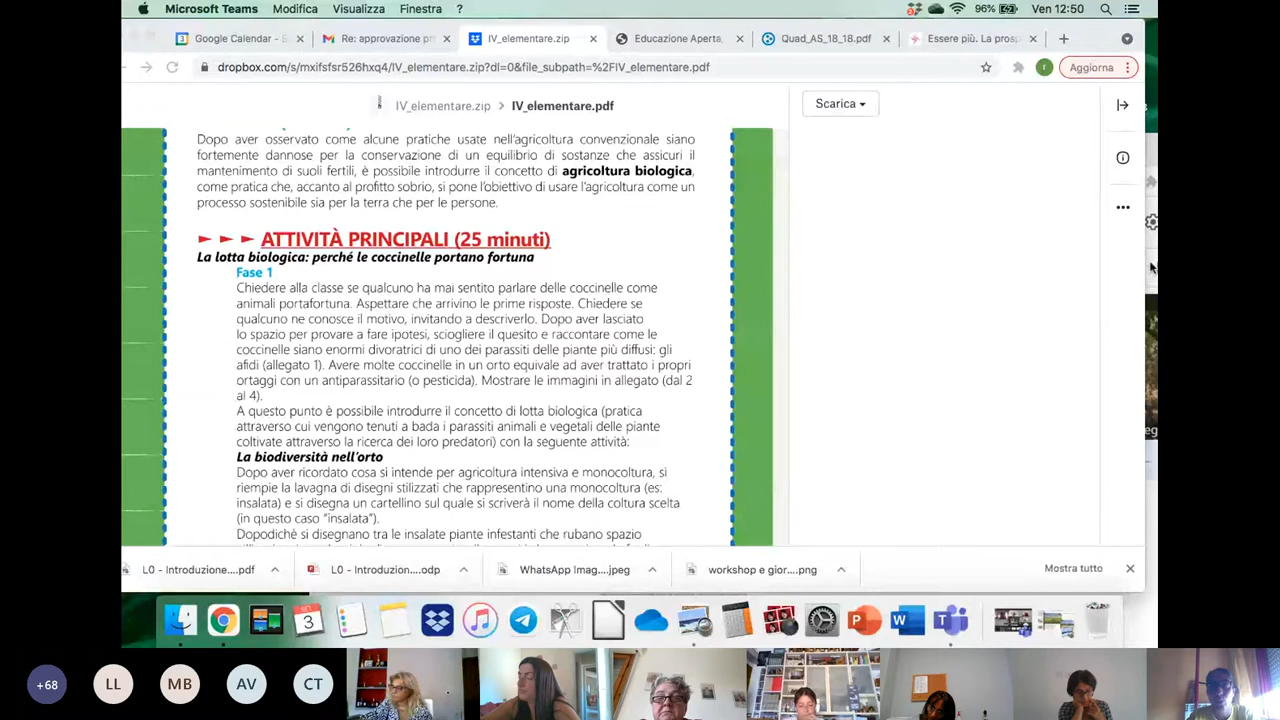 Microsoft Teams Modifica Visualizza Finestra ? 96% Ven 12:50
Google Calendar - S Re: approvazione pr IV_elementare.zip Educazione Aperta, Quad_AS_18_18.pdf Essere più. La prosp
dropbox.com/s/mxifsfsr526hxq4/IV_elementare.zip?dl=0&file_subpath=%2FIV_elementare.pdf r Aggiorna
IV_elementare.zip > IV_elementare.pdf Scarica
Dopo aver osservato come alcune pratiche usate nell'agricoltura convenzionale siano
fortemente dannose per la conservazione di un equilibrio di sostanze che assicuri il
mantenimento di suoli fertili, è possibile introdurre il concetto di agricoltura biologica,
come pratica che, accanto al profitto sobrio, si pone l'obiettivo di usare l'agricoltura come un
processo sostenibile sia per la terra che per le persone.
► ► ► ATTIVITÀ PRINCIPALI (25 minuti)
La lotta biologica: perché le coccinelle portano fortuna
Fase 1
Chiedere alla classe se qualcuno ha mai sentito parlare delle coccinelle come
animali portafortuna. Aspettare che arrivino le prime risposte. Chiedere se
qualcuno ne conosce il motivo, invitando a descriverlo. Dopo aver lasciato
lo spazio per provare a fare ipotesi, sciogliere il quesito e raccontare come le
coccinelle siano enormi divoratrici di uno dei parassiti delle piante più diffusi: gli
afidi (allegato 1). Avere molte coccinelle in un orto equivale ad aver trattato i propri
ortaggi con un antiparassitario (o pesticida). Mostrare le immagini in allegato (dal 2
al 4).
A questo punto è possibile introdurre il concetto di lotta biologica (pratica
attraverso cui vengono tenuti a bada i parassiti animali e vegetali delle piante
coltivate attraverso la ricerca dei loro predatori) con la seguente attività:
La biodiversità nell'orto
Dopo aver ricordato cosa si intende per agricoltura intensiva e monocoltura, si
riempie la lavagna di disegni stilizzati che rappresentino una monocoltura (es:
insalata) e si disegna un cartellino sul quale si scriverà il nome della coltura scelta
(in questo caso "insalata").
Dopodichè si disegnano tra le insalate piante infestanti che rubano spazio
L0 - Introduzione....pdf L0 - Introduzion....odp WhatsApp Imag....jpeg workshop e gior....png Mostra tutto
3
+68 LL MB AV CT